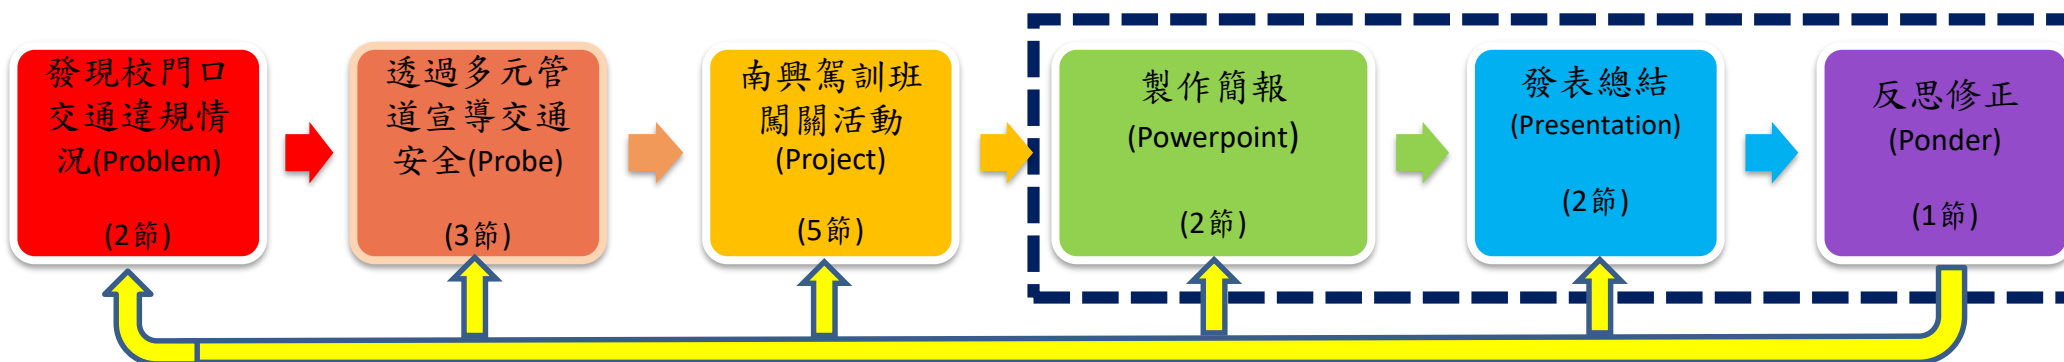 發現校門口
交通違規情
況(Problem)
(2節)
透過多元管
道宣導交通
安全(Probe)
(3節)
南興駕訓班
闖關活動
(Project)
(5節)
製作簡報
(Powerpoint)
(2節)
發表總結
(Presentation)
(2節)
反思修正
(Ponder)
(1節)